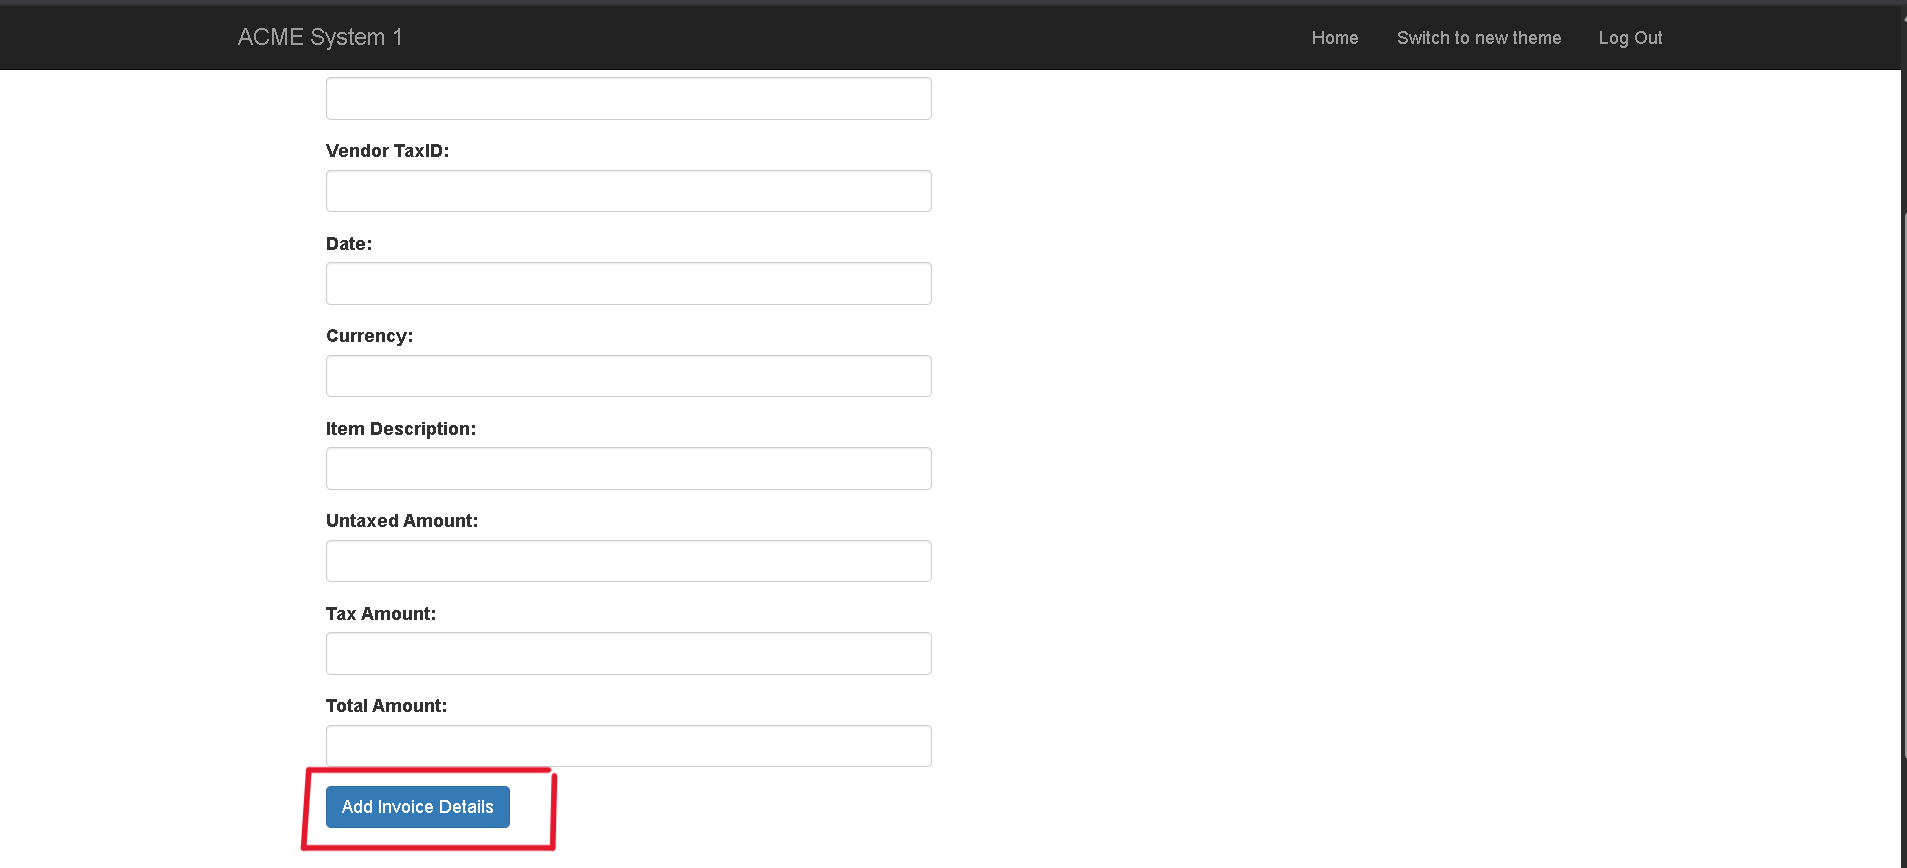 ACME System 1
Home Switch to new theme Log Out
Vendor TaxID:
Date:
Currency:
Item Description:
Untaxed Amount:
Tax Amount:
Total Amount:
Add Invoice Details